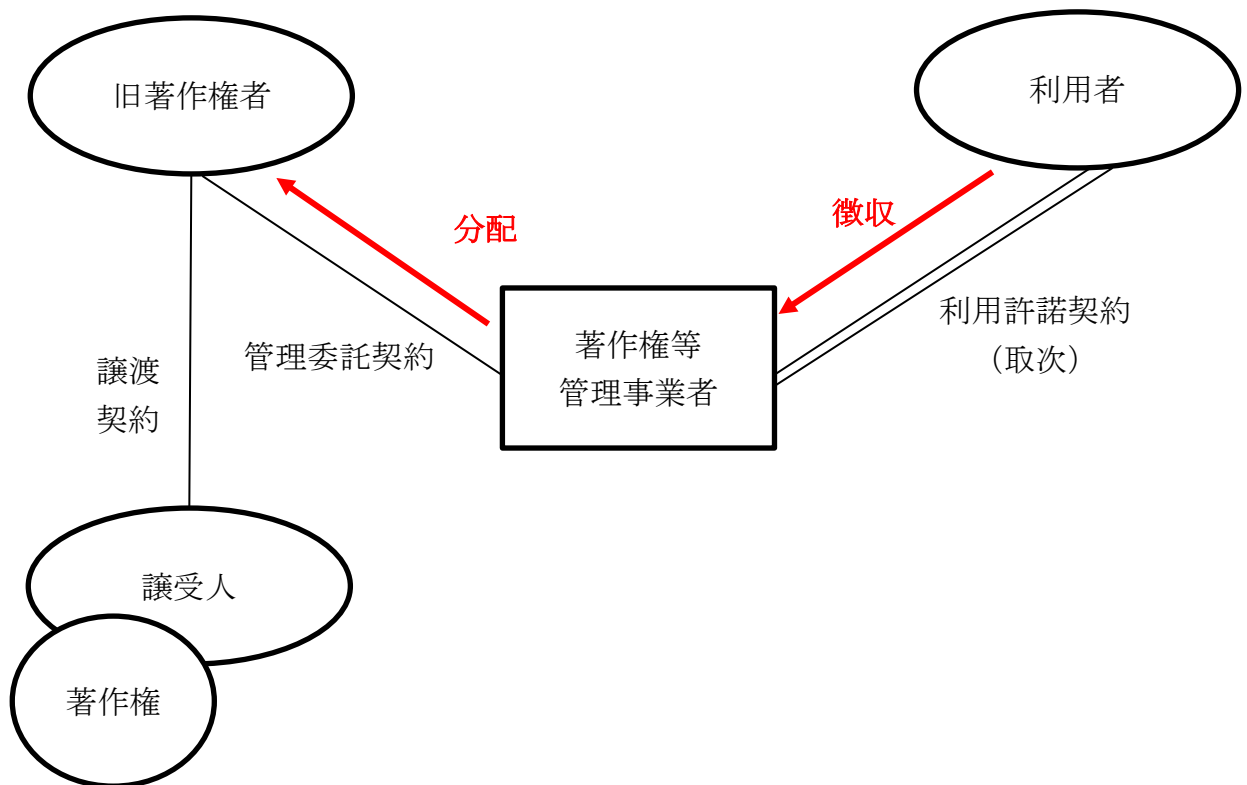 旧著作権者
利用者
分配
徴収
管理委託契約
著作権等
管理事業者
利用許諾契約
（取次）
譲渡
契約
譲受人
著作権